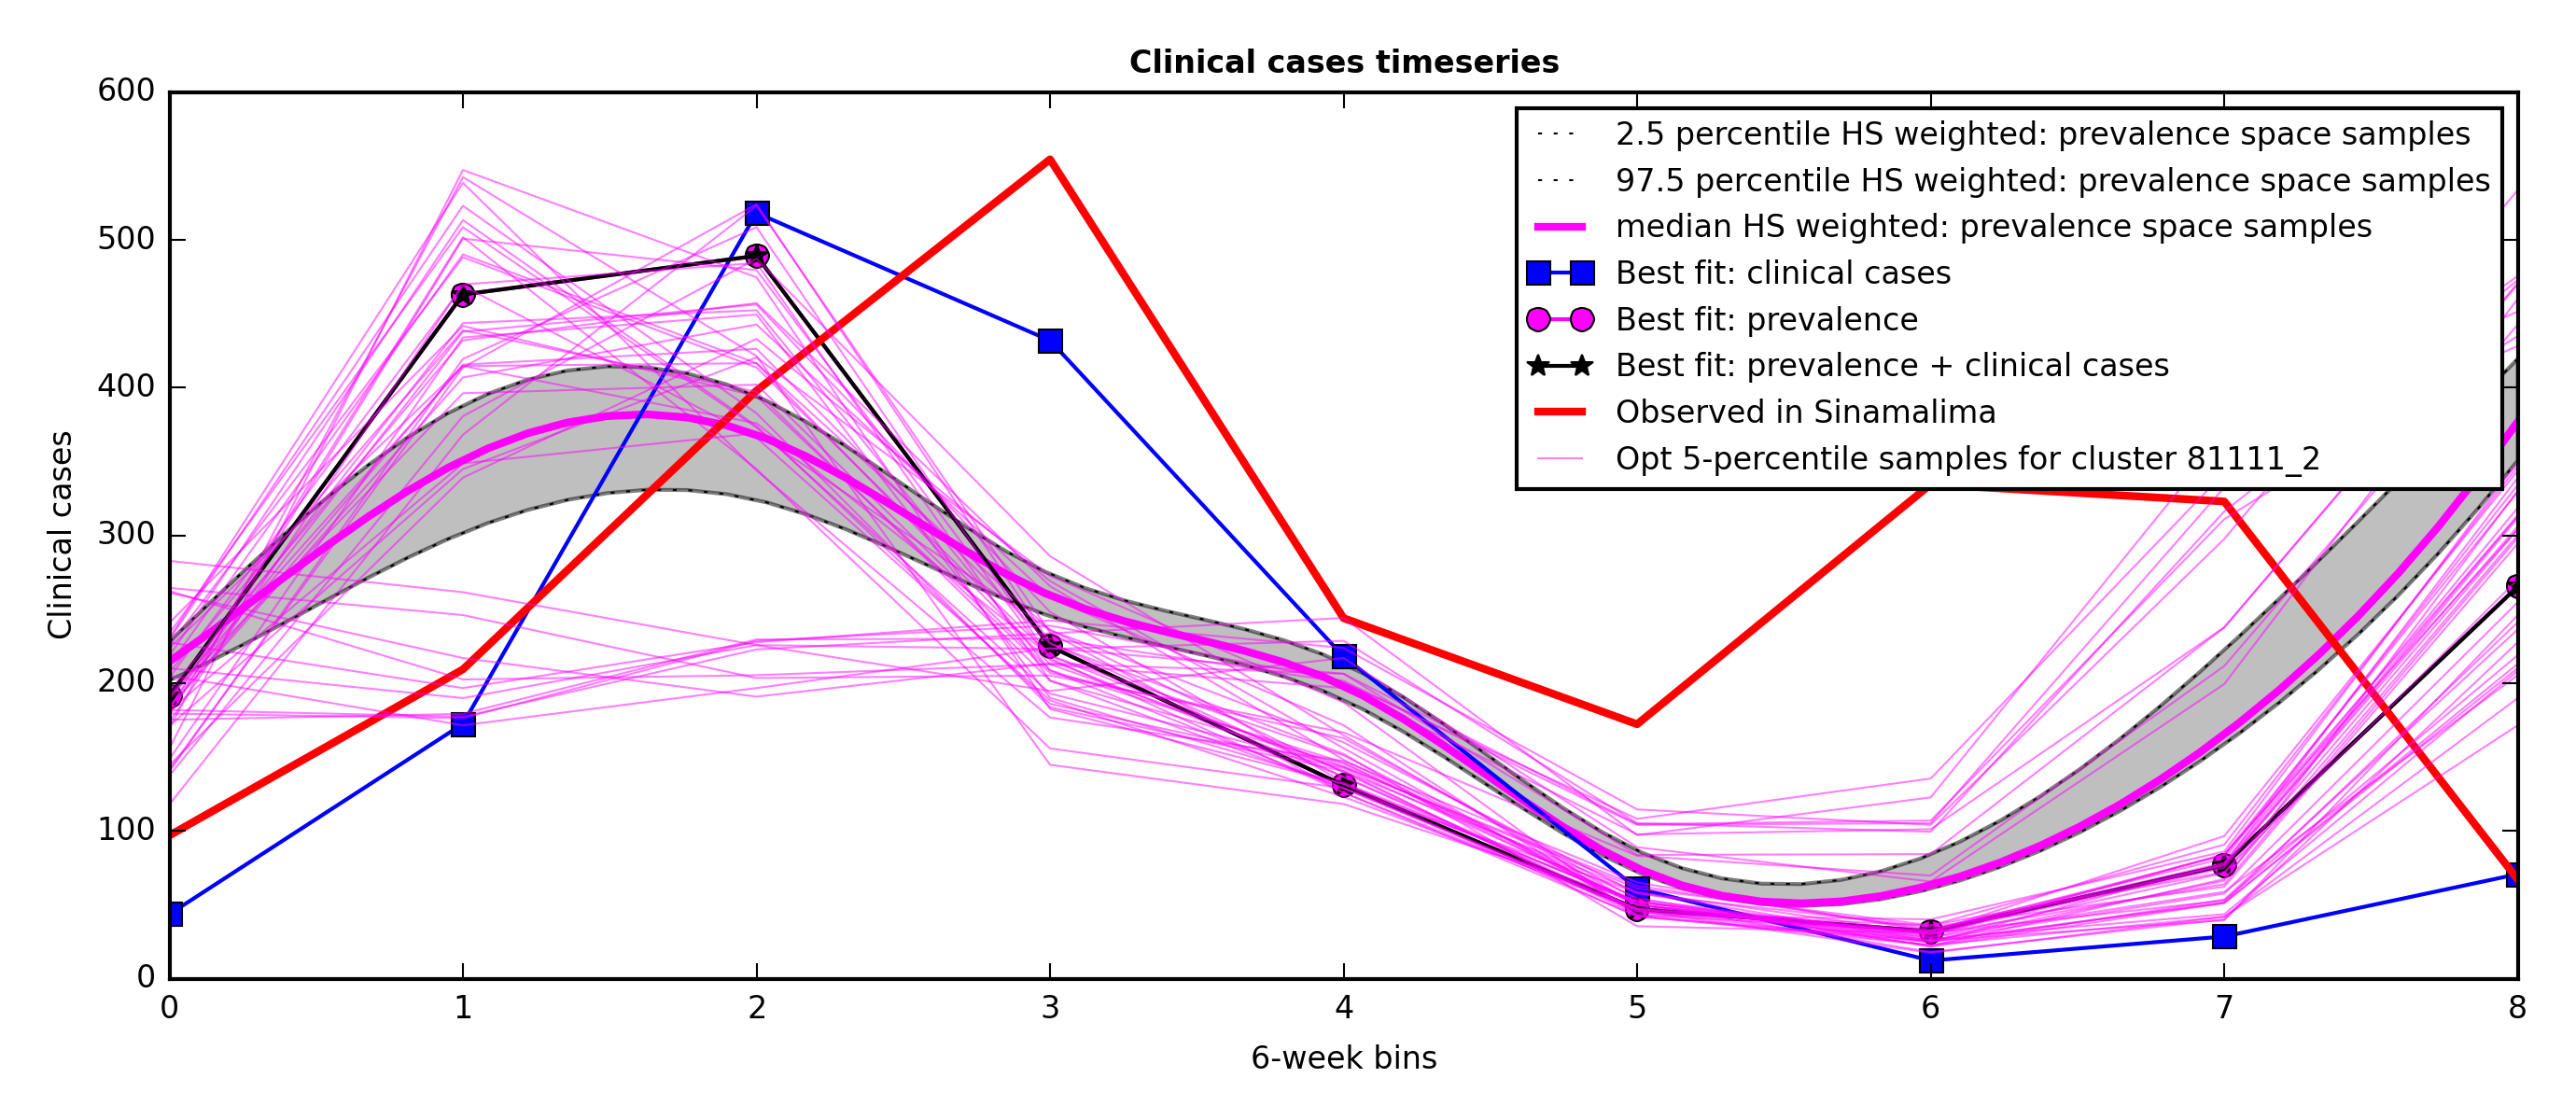 Clinical cases timeseries
600
500
400
300
200
100
0
Clinical cases
2.5 percentile HS weighted: prevalence space samples
97.5 percentile HS weighted: prevalence space samples
median HS weighted: prevalence space samples
Best fit: clinical cases
Best fit: prevalence
Best fit: prevalence + clinical cases
Observed in Sinamalima
Opt 5-percentile samples for cluster 81111_2
0 1 2 3 4 5 6 7 8
6-week bins